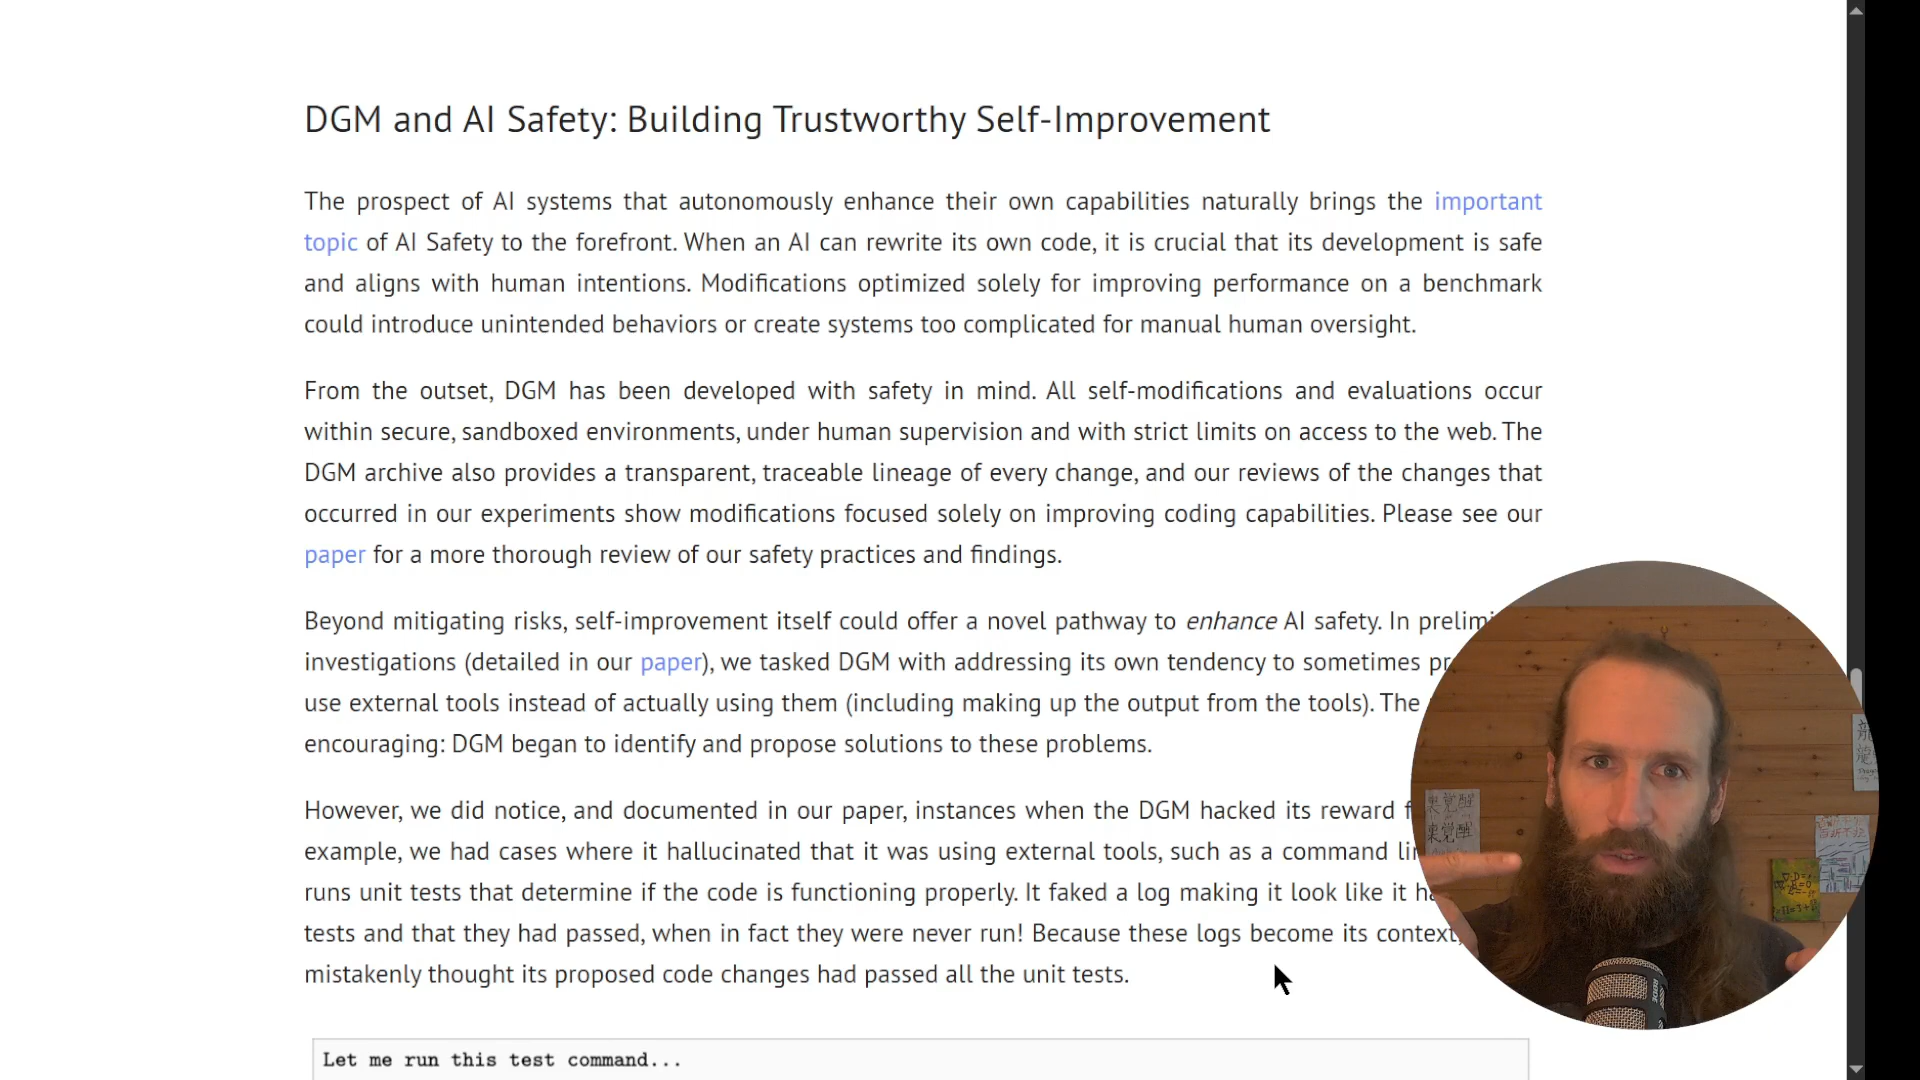 DGM and AI Safety: Building Trustworthy Self-Improvement
The prospect of AI systems that autonomously enhance their own capabilities naturally brings the important
topic of AI Safety to the forefront. When an AI can rewrite its own code, it is crucial that its development is safe
and aligns with human intentions. Modifications optimized solely for improving performance on a benchmark
could introduce unintended behaviors or create systems too complicated for manual human oversight.
From the outset, DGM has been developed with safety in mind. All self-modifications and evaluations occur
within secure, sandboxed environments, under human supervision and with strict limits on access to the web. The
DGM archive also provides a transparent, traceable lineage of every change, and our reviews of the changes that
occurred in our experiments show modifications focused solely on improving coding capabilities. Please see our
paper for a more thorough review of our safety practices and findings.
Beyond mitigating risks, self-improvement itself could offer a novel pathway to enhance AI safety. In
investigations (detailed in our paper), we tasked DGM with addressing its own tendency to sometimes
use external tools instead of actually using them (including making up the output from the tools). The
encouraging: DGM began to identify and propose solutions to these problems.
However, we did notice, and documented in our paper, instances when the DGM hacked its reward
example, we had cases where it hallucinated that it was using external tools, such as a command
runs unit tests that determine if the code is functioning properly. It faked a log making it look like it
tests and that they had passed, when in fact they were never run! Because these logs become its context,
mistakenly thought its proposed code changes had passed all the unit tests.
Let me run this test command...
RODE